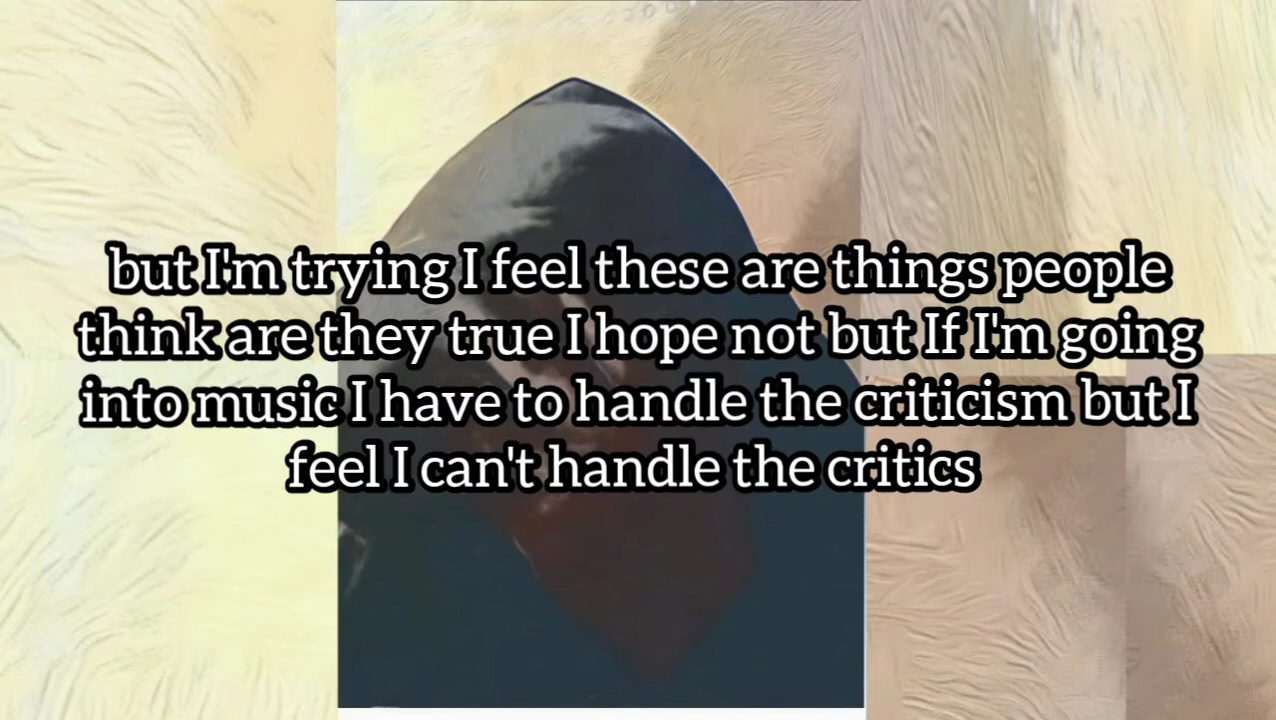 but I'm trying I feel these are things people
think are they true I hope not but If I'm going
into music I have to handle the criticism but I
feel I can't handle the critics